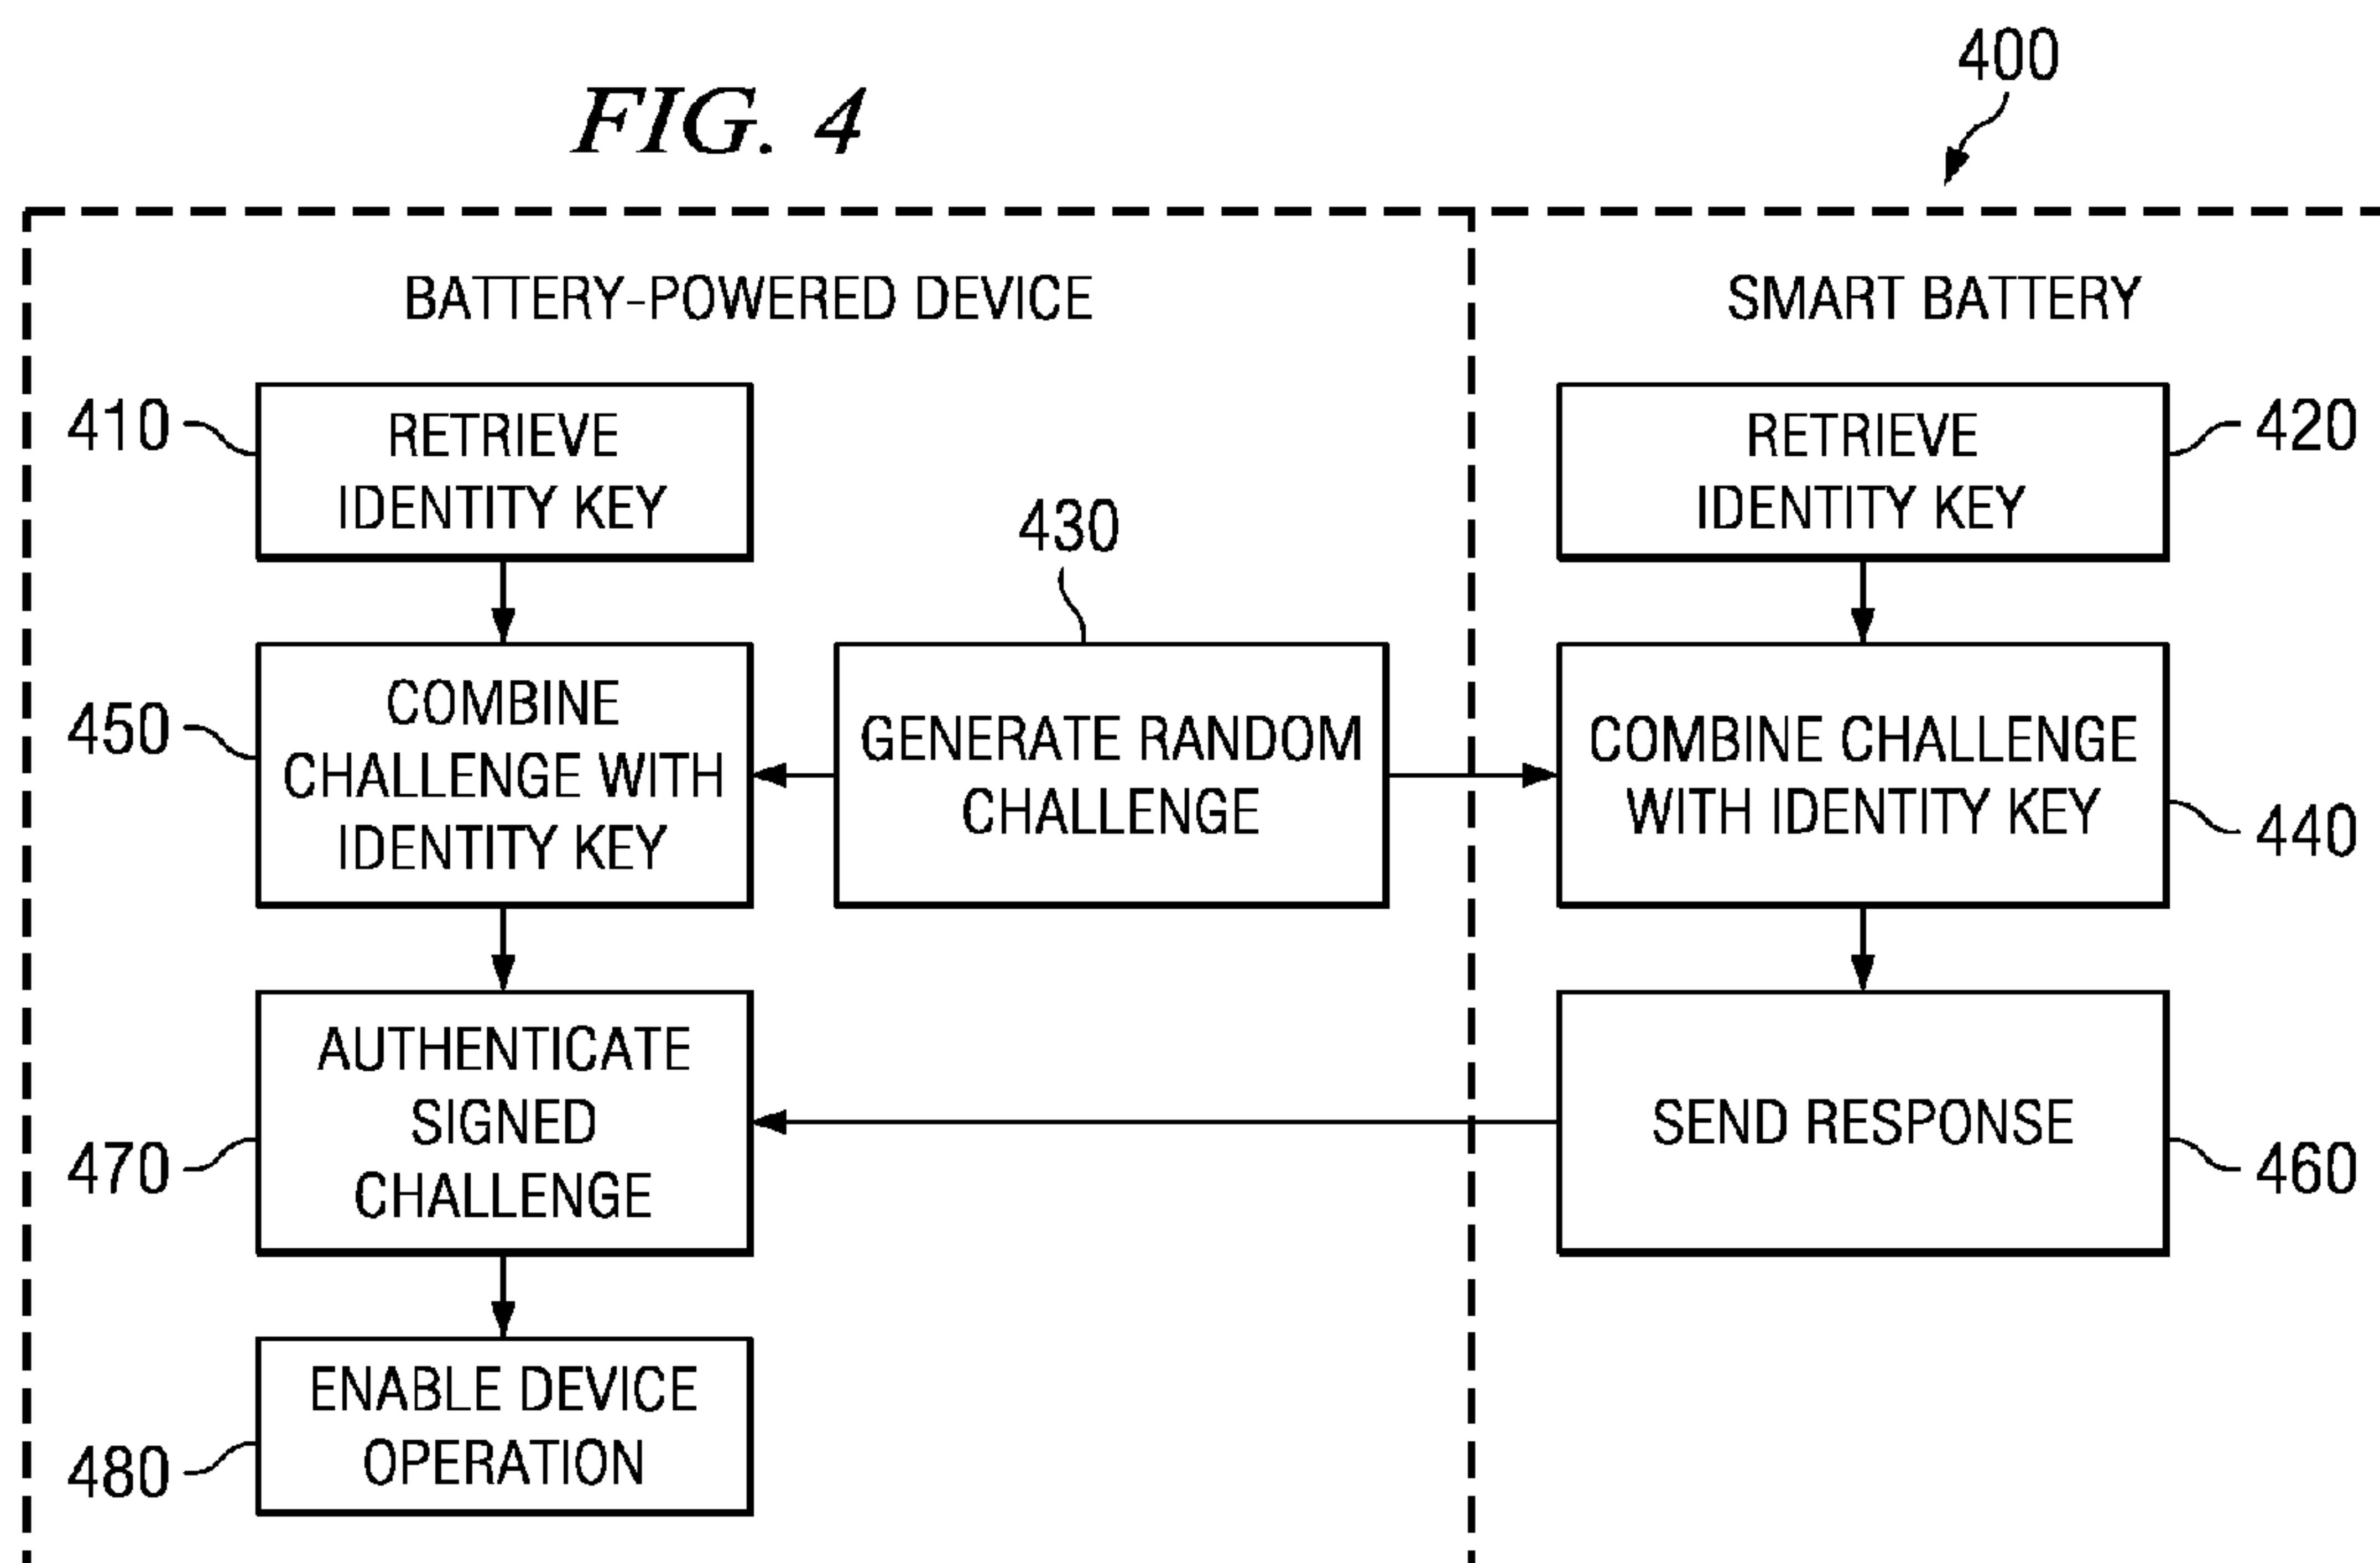 FIG. 4
400
BATTERY-POWERED DEVICE
SMART BATTERY
410
RETRIEVE
IDENTITY KEY
RETRIEVE
IDENTITY KEY
420
430
450
COMBINE
CHALLENGE WITH
IDENTITY KEY
GENERATE RANDOM
CHALLENGE
COMBINE CHALLENGE
WITH IDENTITY KEY
440
470
AUTHENTICATE
SIGNED
CHALLENGE
SEND RESPONSE
460
480
ENABLE DEVICE
OPERATION